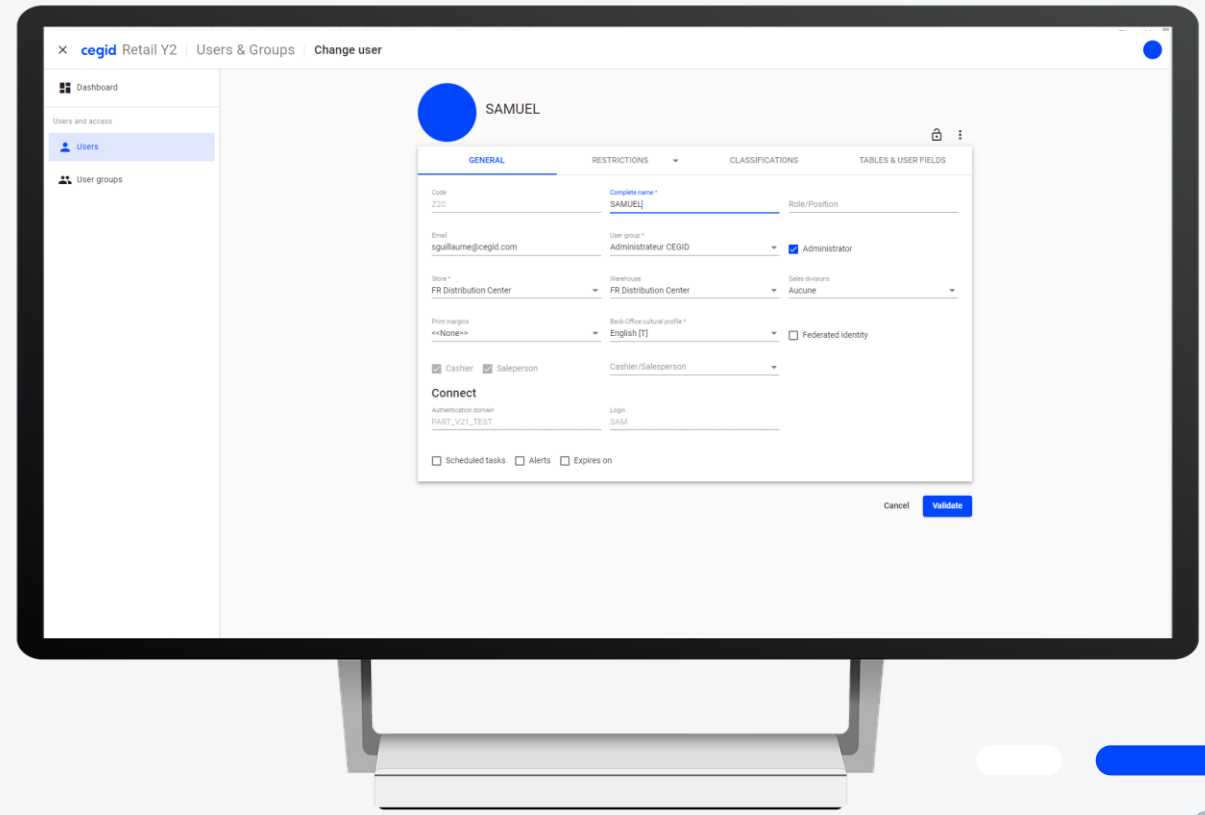 cegid Retail Y2 Users & Groups Change user
Dashboard
Users and access
Users
User groups
SAMUEL
GENERAL RESTRICTIONS CLASSIFICATIONS TABLES & USER FIELDS
Code Complete name *
Z20 SAMUEL Role/Position
Email User group *
sguillaume@cegid.com Administrateur CEGID Administrator
Store * Warehouse Sales divisions
FR Distribution Center FR Distribution Center Aucune
Print margins Back-Office cultural profile *
<<None>> English [T] Federated identity
Cashier Saleperson Cashier/Salesperson
Connect
Authentication domain Login
PART_V21_TEST SAM
Scheduled tasks Alerts Expires on
Cancel Validate